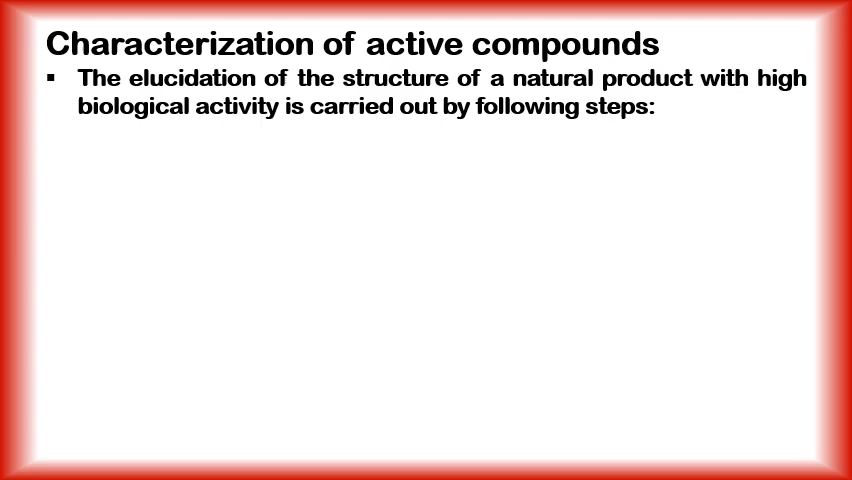 Characterization of active compounds
▪ The elucidation of the structure of a natural product with high
biological activity is carried out by following steps: